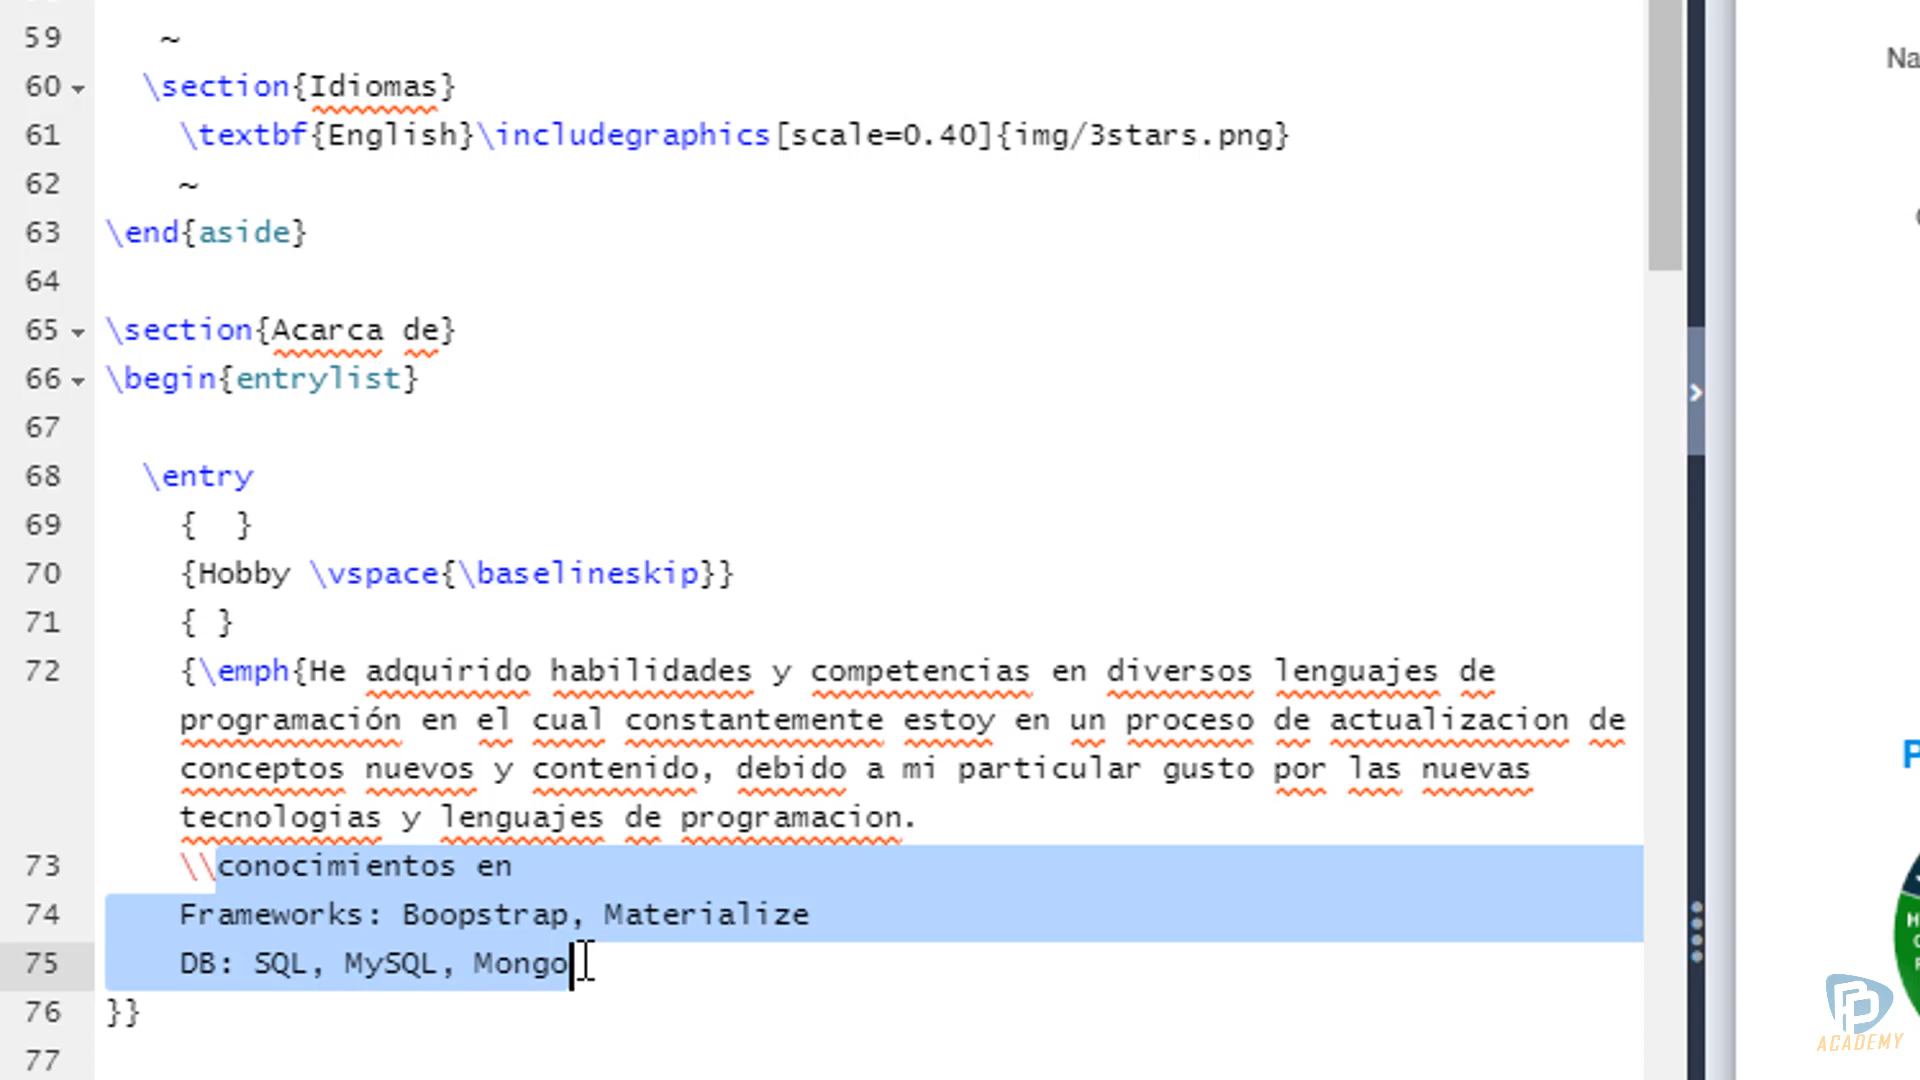 59 ~
60 \section{Idiomas}
61 \textbf{English}\includegraphics[scale=0.40]{img/3stars.png}
62 ~
63 \end{aside}
64
65 \section{Acarca de}
66 \begin{entrylist}
67
68 \entry
69 {  }
70 {Hobby \vspace{\baselineskip}}
71 { }
72 {\emph{He adquirido habilidades y competencias en diversos lenguajes de
programación en el cual constantemente estoy en un proceso de actualizacion de
conceptos nuevos y contenido, debido a mi particular gusto por las nuevas
tecnologias y lenguajes de programacion.
73 \\conocimientos en
74 Frameworks: Boopstrap, Materialize
75 DB: SQL, MySQL, Mongo
76 }}
77
Na
P
ACADEMY